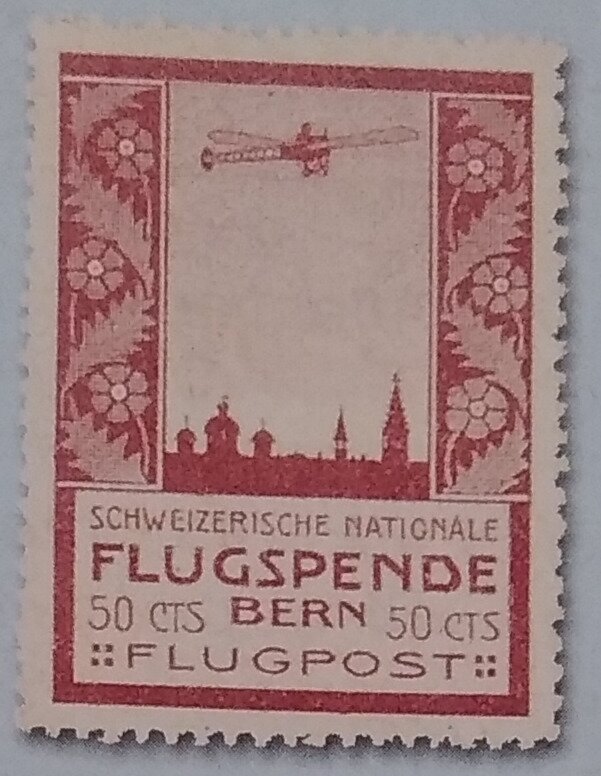 SCHWEIZERISCHE NATIONALE
FLUGSPENDE
50 CTS BERN 50 CTS
FLUGPOST